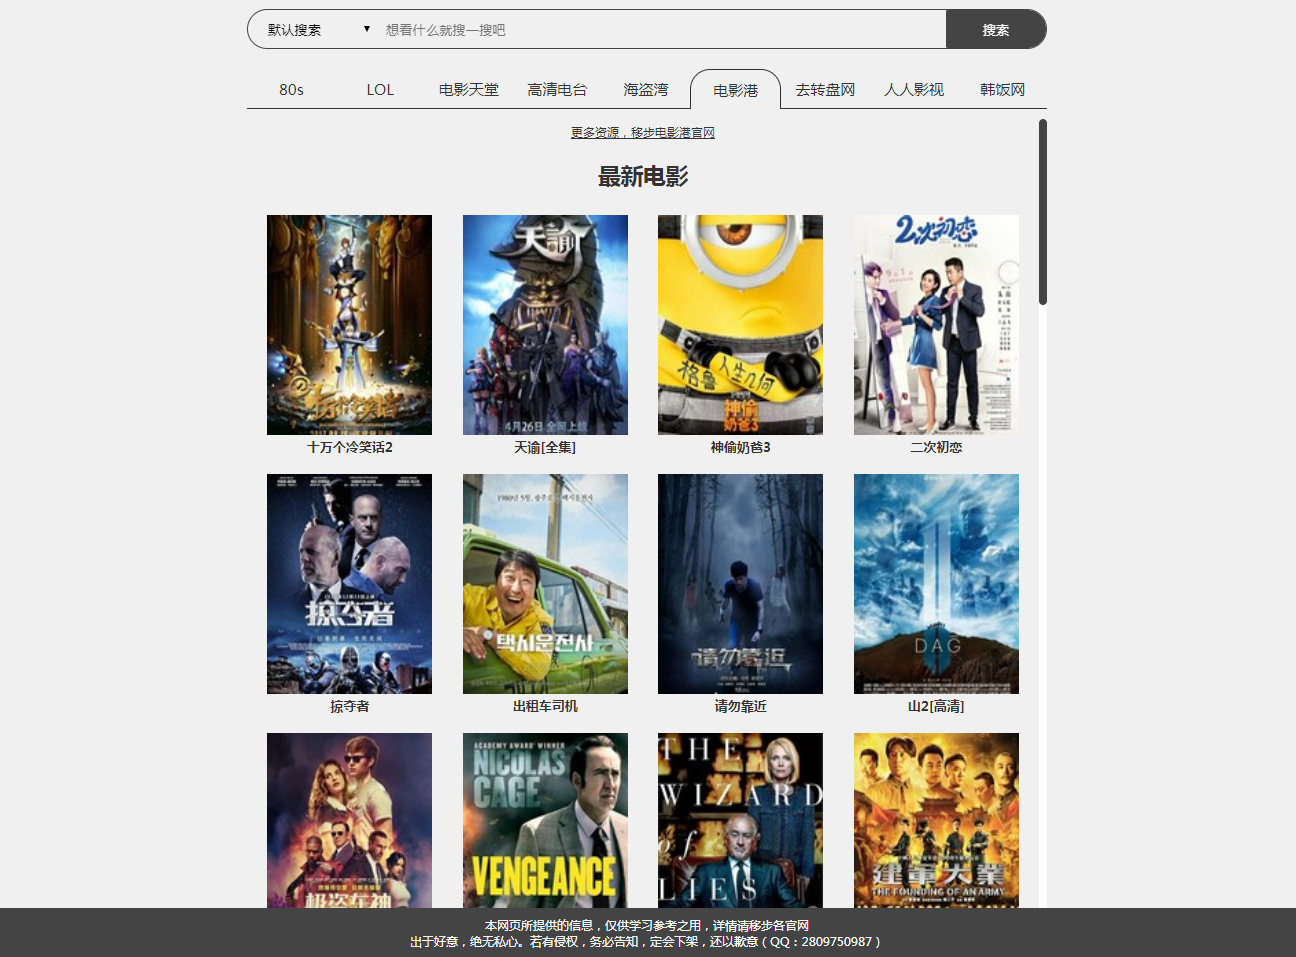 默认搜索 ▼ 想看什么就搜一搜吧 搜索
80s LOL 电影天堂 高清电台 海盗湾 电影港 去转盘网 人人影视 韩饭网
更多资源，移步电影港官网
最新电影
天谕
4月26日 全网上线
格鲁 人生几何
神偷
奶爸3
2次初恋
十万个冷笑话2 天谕[全集] 神偷奶爸3 二次初恋
掠夺者
택시운전사
请勿靠近
DAG
掠夺者 出租车司机 请勿靠近 山2[高清]
极盗车神
ACADEMY AWARD WINNER
NICOLAS
CAGE
VENGEANCE
THE
WIZARD
of
LIES
建军大业
THE FOUNDING OF AN ARMY
本网页所提供的信息，仅供学习参考之用，详情请移步各官网
出于好意，绝无私心。若有侵权，务必告知，定会下架，还以歉意（QQ：2809750987）